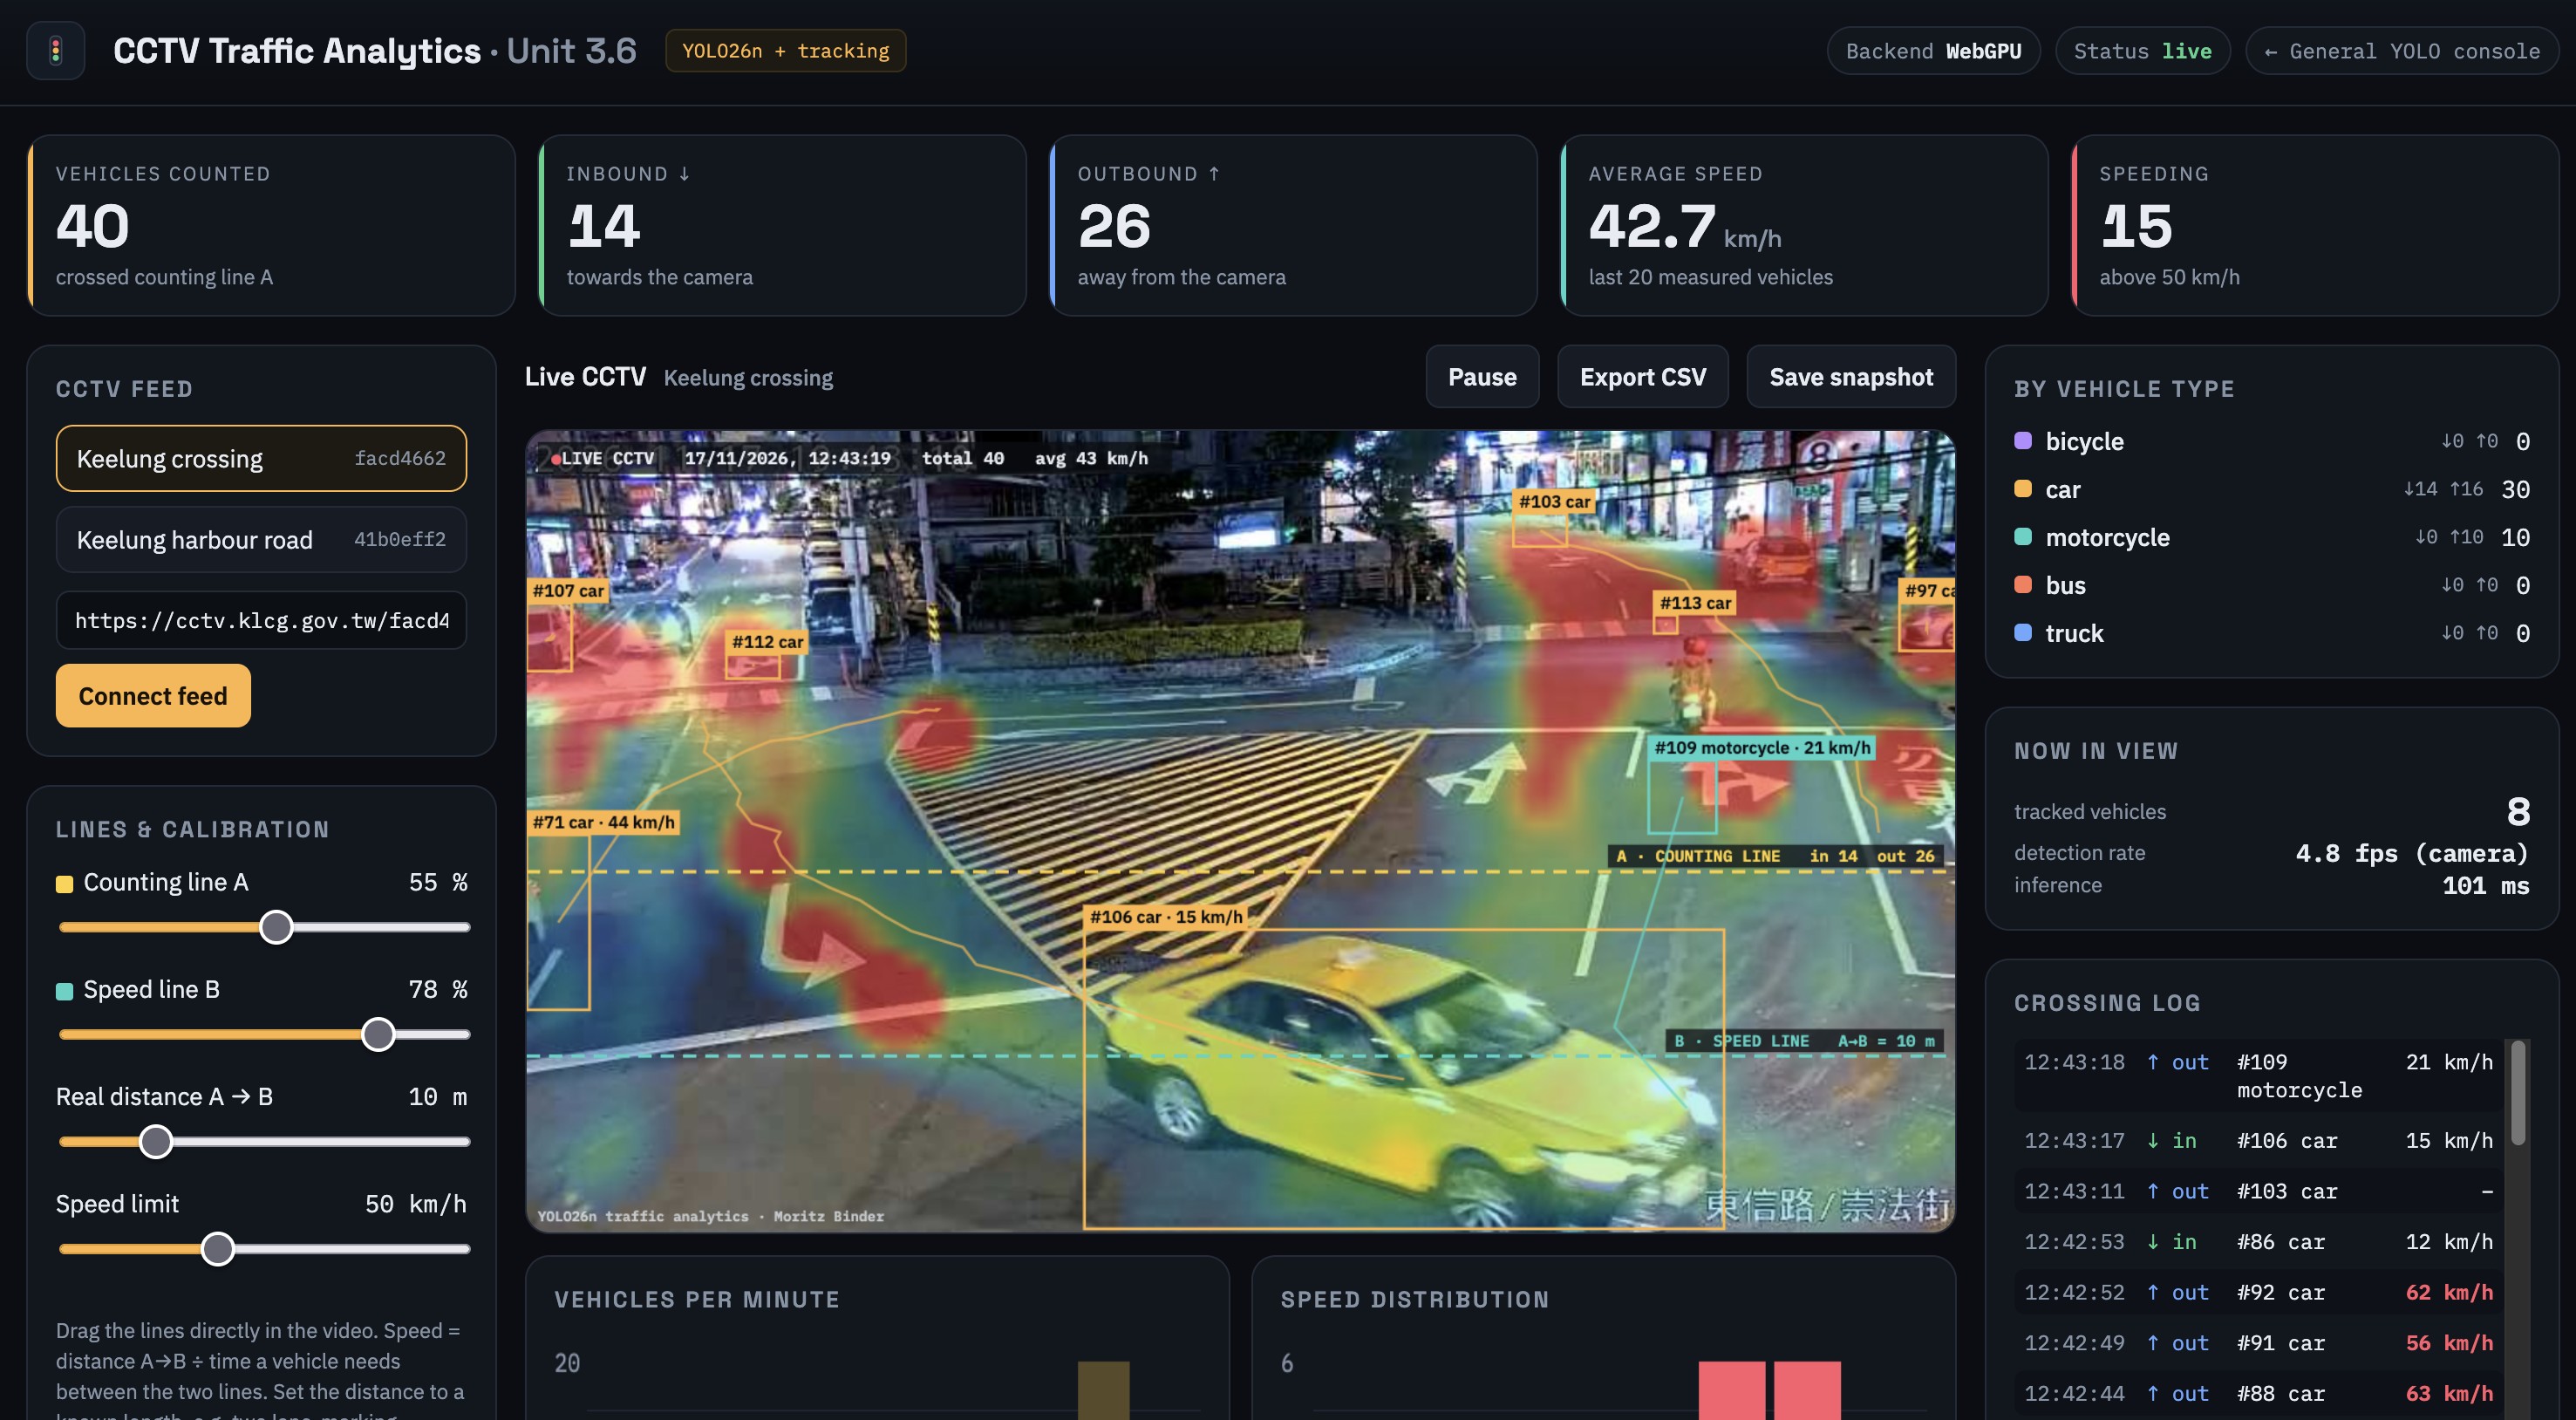 CCTV Traffic Analytics · Unit 3.6
YOLO26n + tracking
Backend WebGPU
Status live
← General YOLO console
VEHICLES COUNTED
40
crossed counting line A
INBOUND ↓
14
towards the camera
OUTBOUND ↑
26
away from the camera
AVERAGE SPEED
42.7 km/h
last 20 measured vehicles
SPEEDING
15
above 50 km/h
CCTV FEED
Keelung crossing facd4662
Keelung harbour road 41b0eff2
https://cctv.klcg.gov.tw/facd4
Connect feed
LINES & CALIBRATION
Counting line A 55 %
Speed line B 78 %
Real distance A → B 10 m
Speed limit 50 km/h
Drag the lines directly in the video. Speed =
distance A→B ÷ time a vehicle needs
between the two lines. Set the distance to a
Live CCTV Keelung crossing
Pause
Export CSV
Save snapshot
LIVE CCTV 17/11/2026, 12:43:19 total 40 avg 43 km/h
#103 car
#107 car
#97 ca
#113 car
#112 car
#109 motorcycle · 21 km/h
#71 car · 44 km/h
A · COUNTING LINE in 14 out 26
#106 car · 15 km/h
B · SPEED LINE A→B = 10 m
東信路/崇法街
YOLO26n traffic analytics · Moritz Binder
VEHICLES PER MINUTE
20
SPEED DISTRIBUTION
6
BY VEHICLE TYPE
bicycle ↓0 ↑0 0
car ↓14 ↑16 30
motorcycle ↓0 ↑10 10
bus ↓0 ↑0 0
truck ↓0 ↑0 0
NOW IN VIEW
tracked vehicles 8
detection rate 4.8 fps (camera)
inference 101 ms
CROSSING LOG
12:43:18 ↑ out #109 motorcycle 21 km/h
12:43:17 ↓ in #106 car 15 km/h
12:43:11 ↑ out #103 car –
12:42:53 ↓ in #86 car 12 km/h
12:42:52 ↑ out #92 car 62 km/h
12:42:49 ↑ out #91 car 56 km/h
12:42:44 ↑ out #88 car 63 km/h